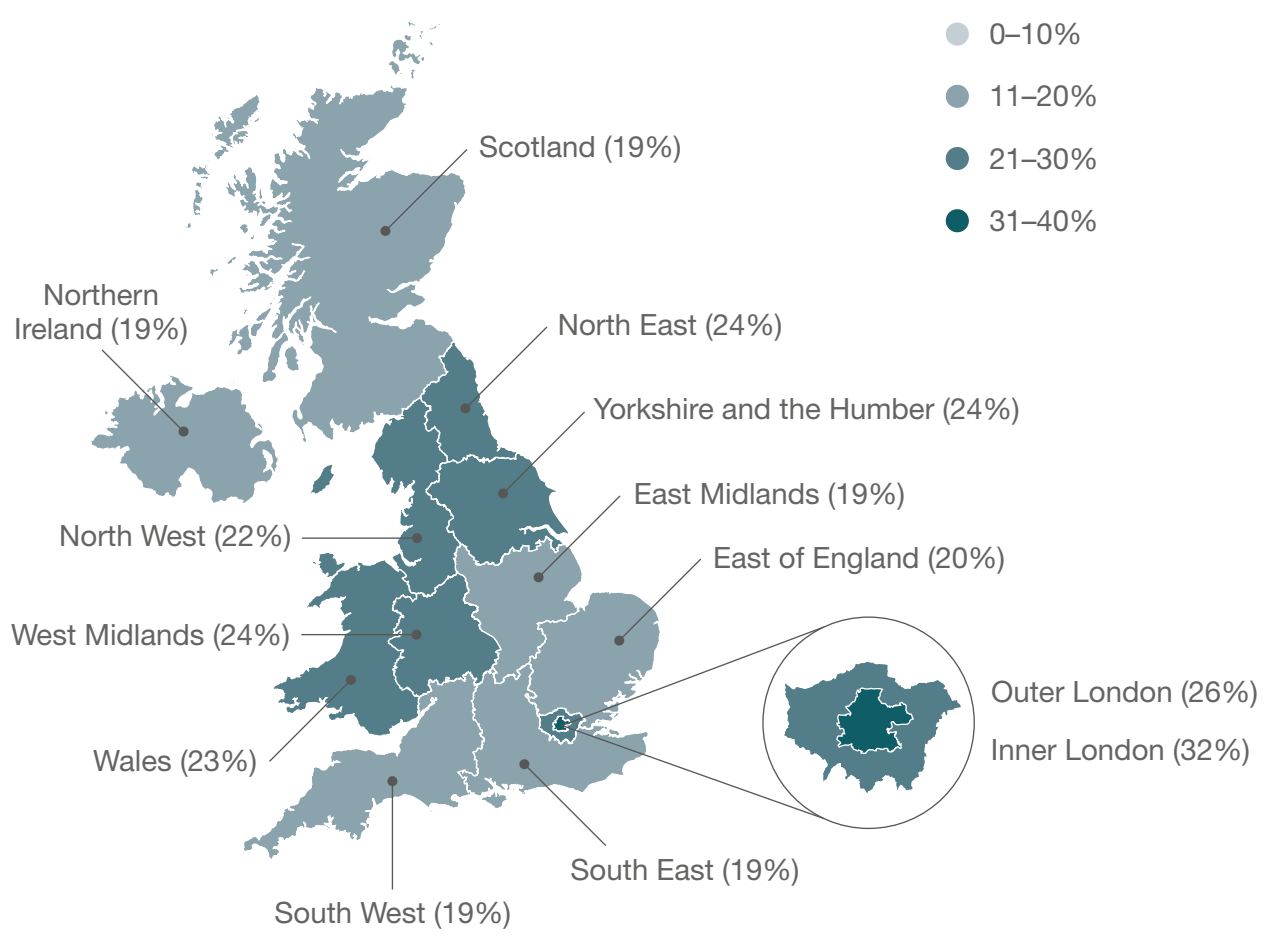 0–10%
11–20%
21–30%
31–40%
Scotland (19%)
Northern
Ireland (19%)
North East (24%)
Yorkshire and the Humber (24%)
East Midlands (19%)
North West (22%)
East of England (20%)
West Midlands (24%)
Outer London (26%)
Inner London (32%)
Wales (23%)
South East (19%)
South West (19%)